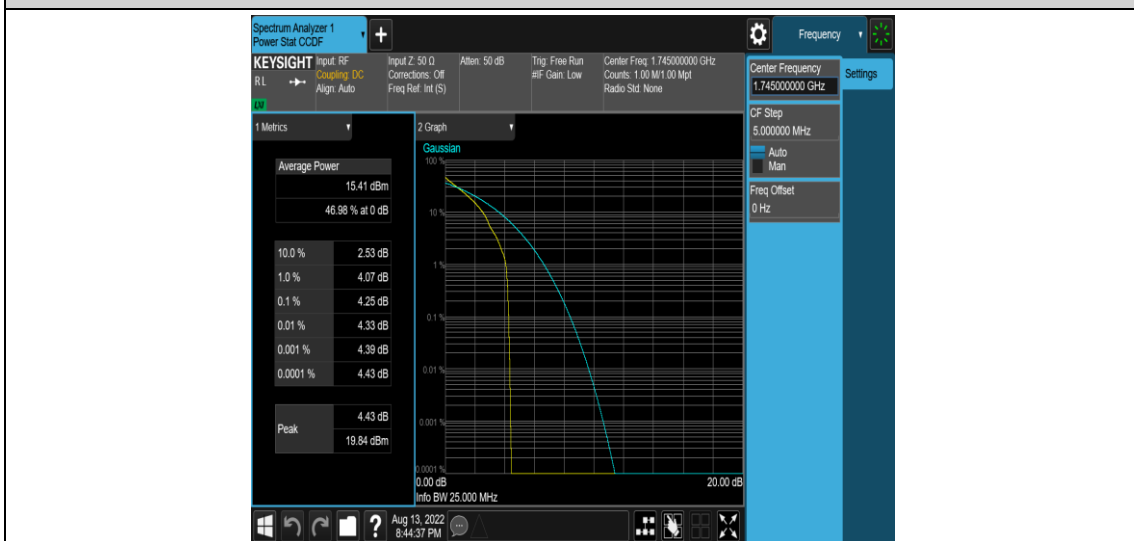 Spectrum Analyzer 1
Power Stat CCDF
+
Frequency
KEYSIGHT
RL
LXI
Input: RF
Coupling: DC
Align: Auto
Input Z: 50 Ω
Corrections: Off
Freq Ref: Int (S)
Atten: 50 dB
Trig: Free Run
#IF Gain: Low
Center Freq: 1.745000000 GHz
Counts: 1.00 M/1.00 Mpt
Radio Std: None
Center Frequency
1.745000000 GHz
Settings
CF Step
5.000000 MHz
Auto
Man
Freq Offset
0 Hz
1 Metrics
Average Power
15.41 dBm
46.98 % at 0 dB
10.0 % 2.53 dB
1.0 % 4.07 dB
0.1 % 4.25 dB
0.01 % 4.33 dB
0.001 % 4.39 dB
0.0001 % 4.43 dB
Peak
4.43 dB
19.84 dBm
2 Graph
Gaussian
100 %
10 %
1 %
0.1 %
0.01 %
0.001 %
0.0001 %
0.00 dB 20.00 dB
Info BW 25.000 MHz
?
Aug 13, 2022
8:44:37 PM